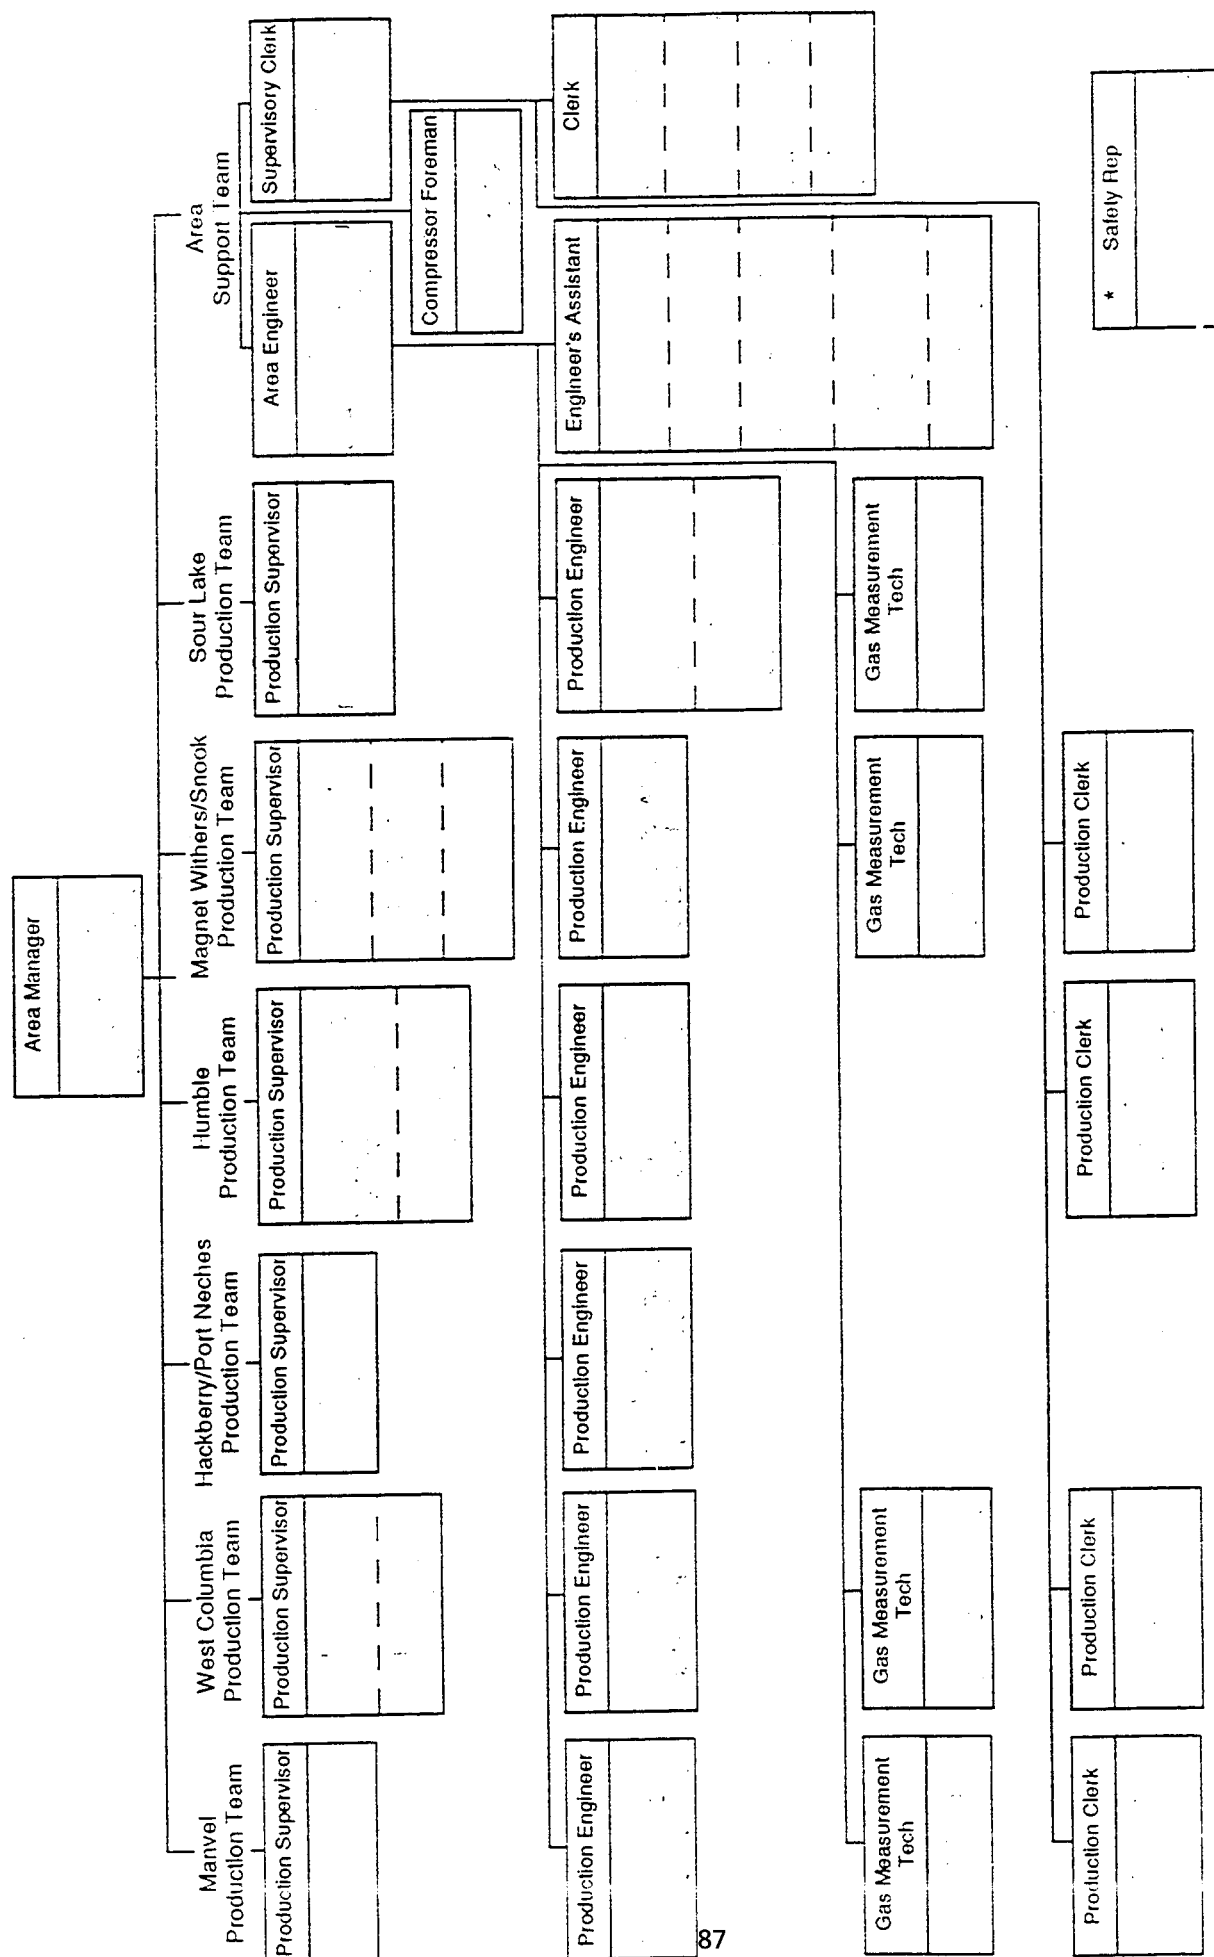 Area Manager
Manvel
Production Team
West Columbia
Production Team
Hackberry/Port Neches
Production Team
Humble
Production Team
Magnet Withers/Snook
Production Team
Sour Lake
Production Team
Area
Support Team
Production Supervisor
Production Supervisor
Production Supervisor
Production Supervisor
Production Supervisor
Production Supervisor
Area Engineer
Supervisory Clerk
Compressor Foreman
Production Engineer
Production Engineer
Production Engineer
Production Engineer
Production Engineer
Production Engineer
Engineer's Assistant
Clerk
Gas Measurement
Tech
Gas Measurement
Tech
Gas Measurement
Tech
Gas Measurement
Tech
Production Clerk
Production Clerk
Production Clerk
Production Clerk
* Safety Rep
87